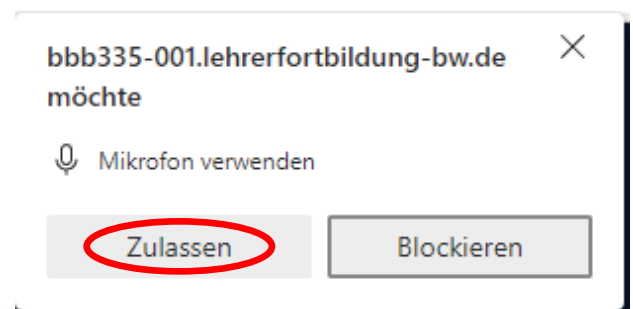 bbb335-001.lehrerfortbildung-bw.de
möchte
Mikrofon verwenden
Zulassen Blockieren